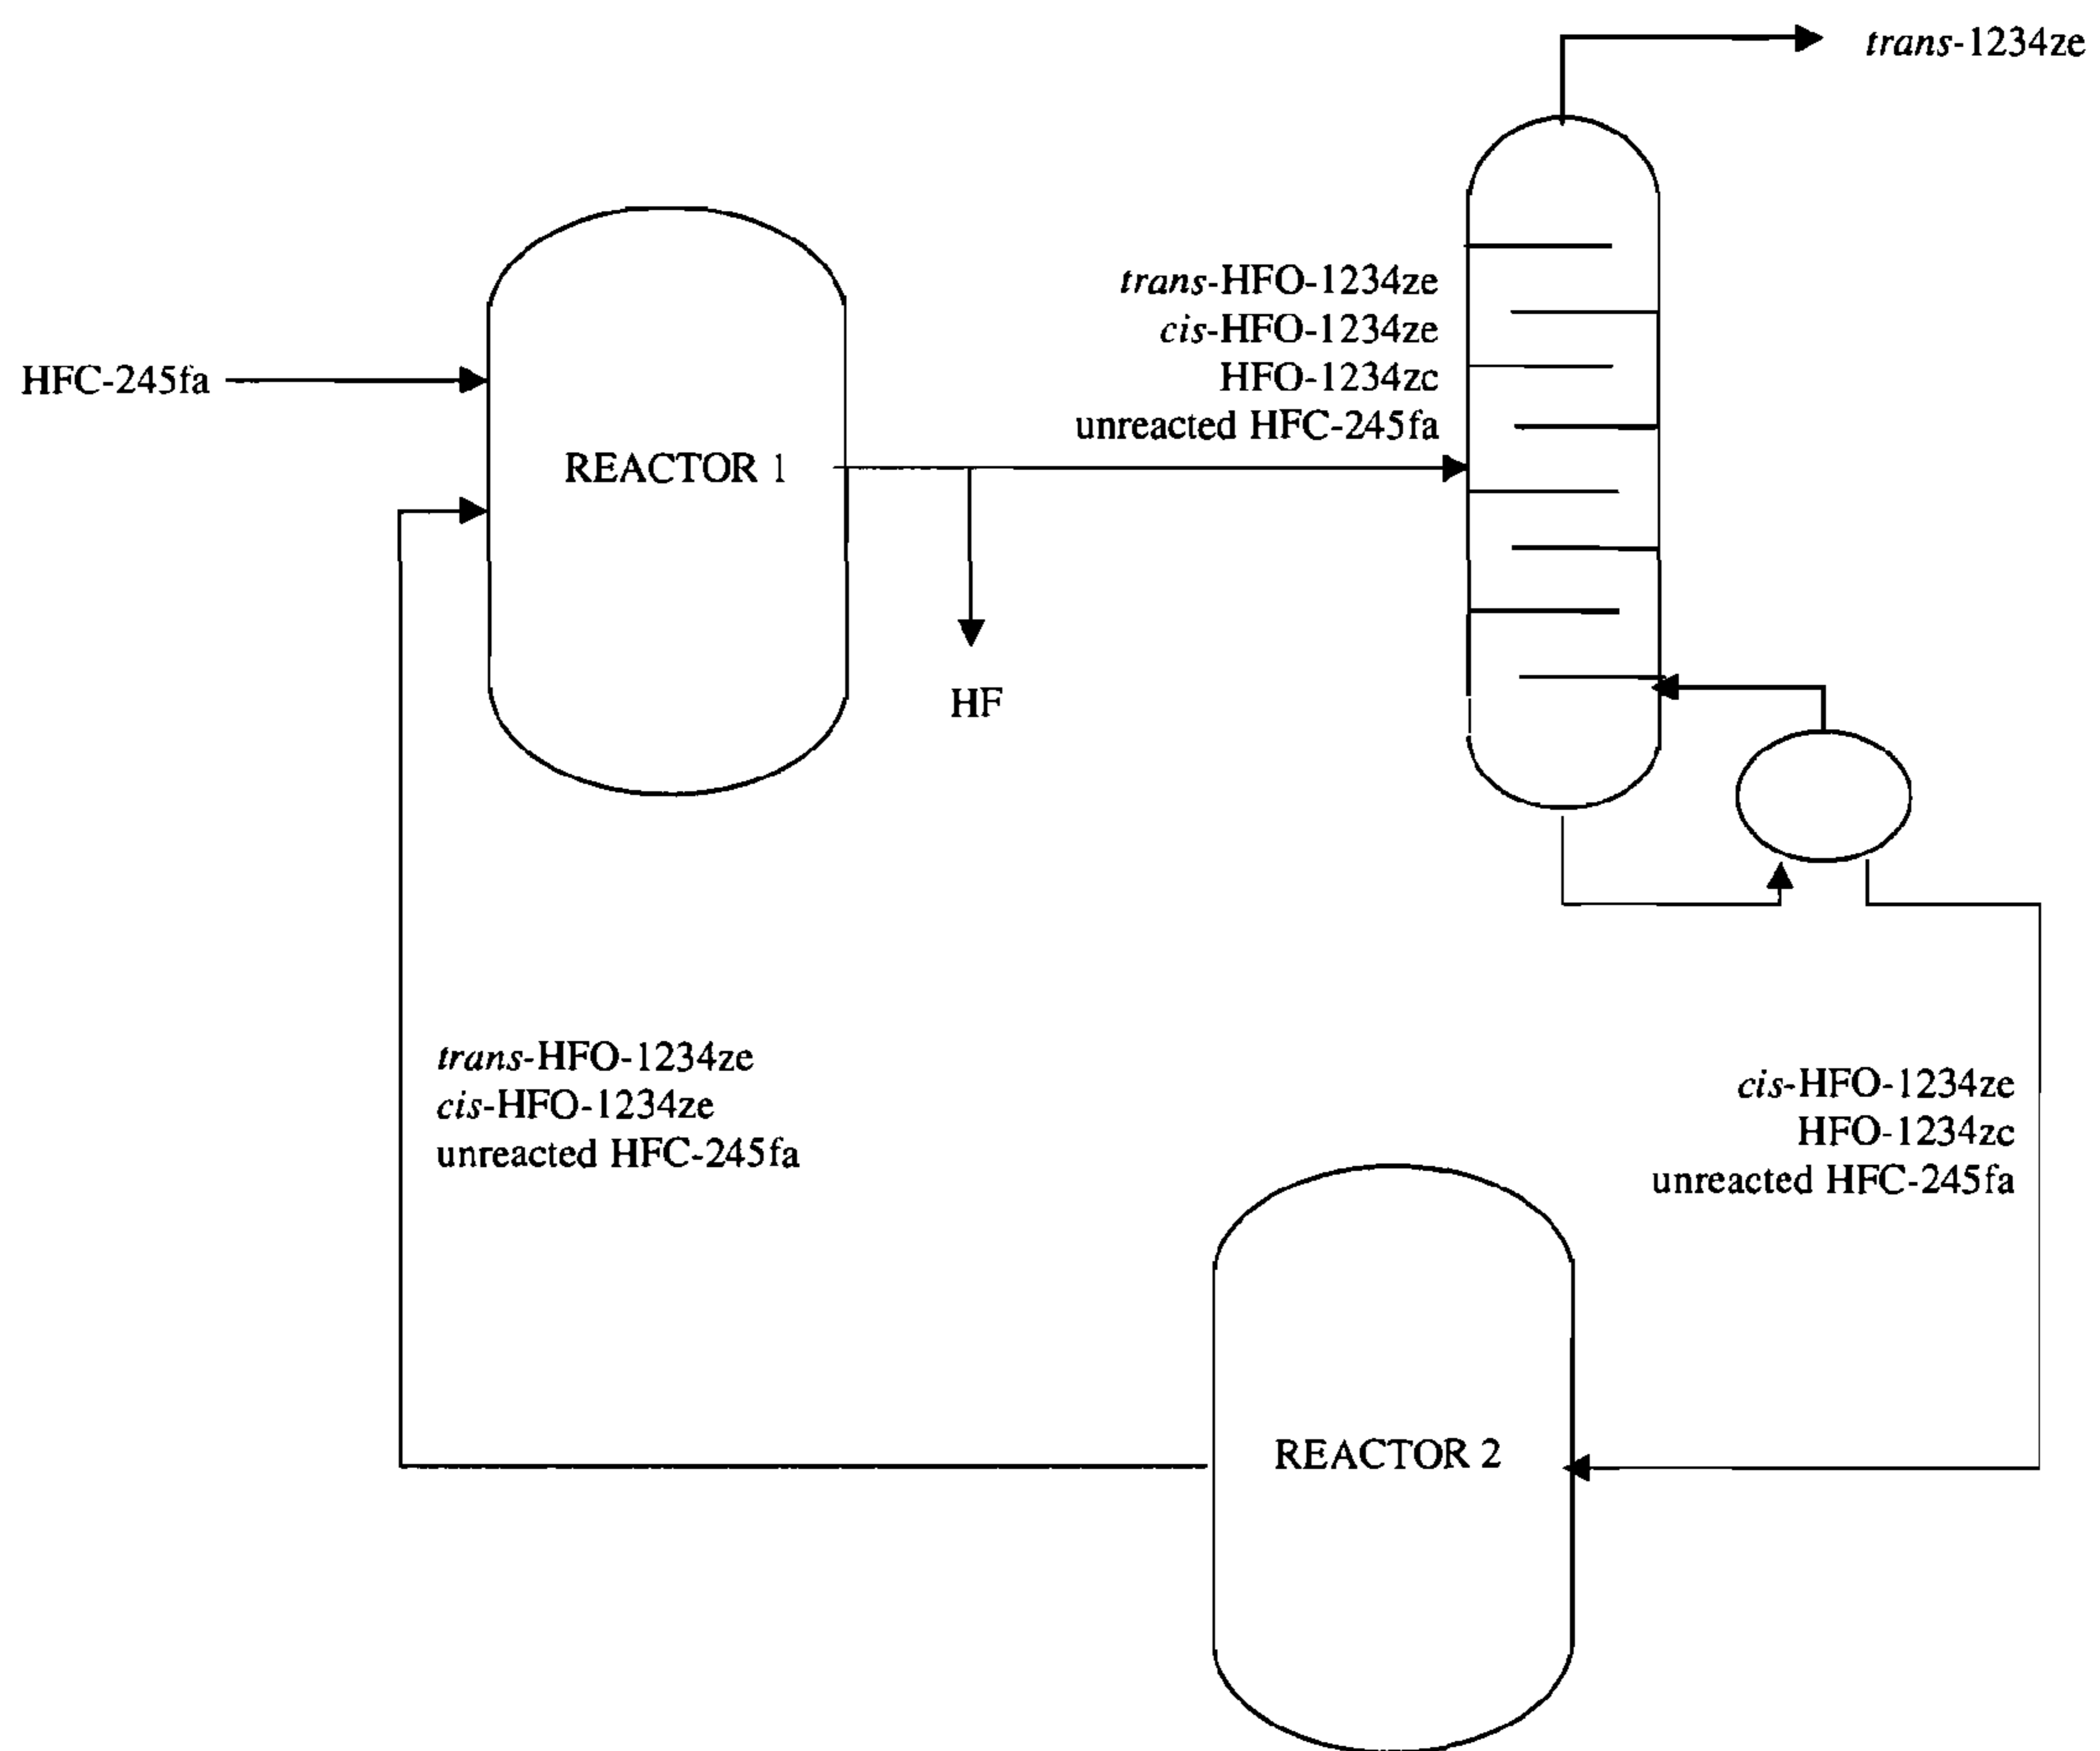 trans-1234ze
trans-HFO-1234ze
cis-HFO-1234ze
HFO-1234zc
unreacted HFC-245fa
HFC-245fa
REACTOR 1
HF
trans-HFO-1234ze
cis-HFO-1234ze
unreacted HFC-245fa
cis-HFO-1234ze
HFO-1234zc
unreacted HFC-245fa
REACTOR 2